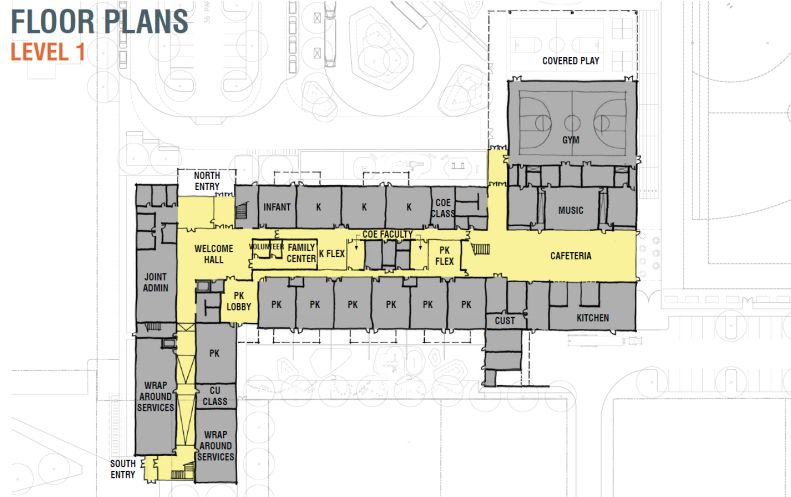 FLOOR PLANS
LEVEL 1
COVERED PLAY
GYM
NORTH
ENTRY
INFANT
K
K
K
COE
CLASS
MUSIC
WELCOME
HALL
VOLUNTEER
FAMILY
CENTER
K FLEX
COE FACULTY
PK
FLEX
CAFETERIA
JOINT
ADMIN
PK
LOBBY
PK
PK
PK
PK
PK
PK
CUST
KITCHEN
PK
WRAP
AROUND
SERVICES
CU
CLASS
WRAP
AROUND
SERVICES
SOUTH
ENTRY